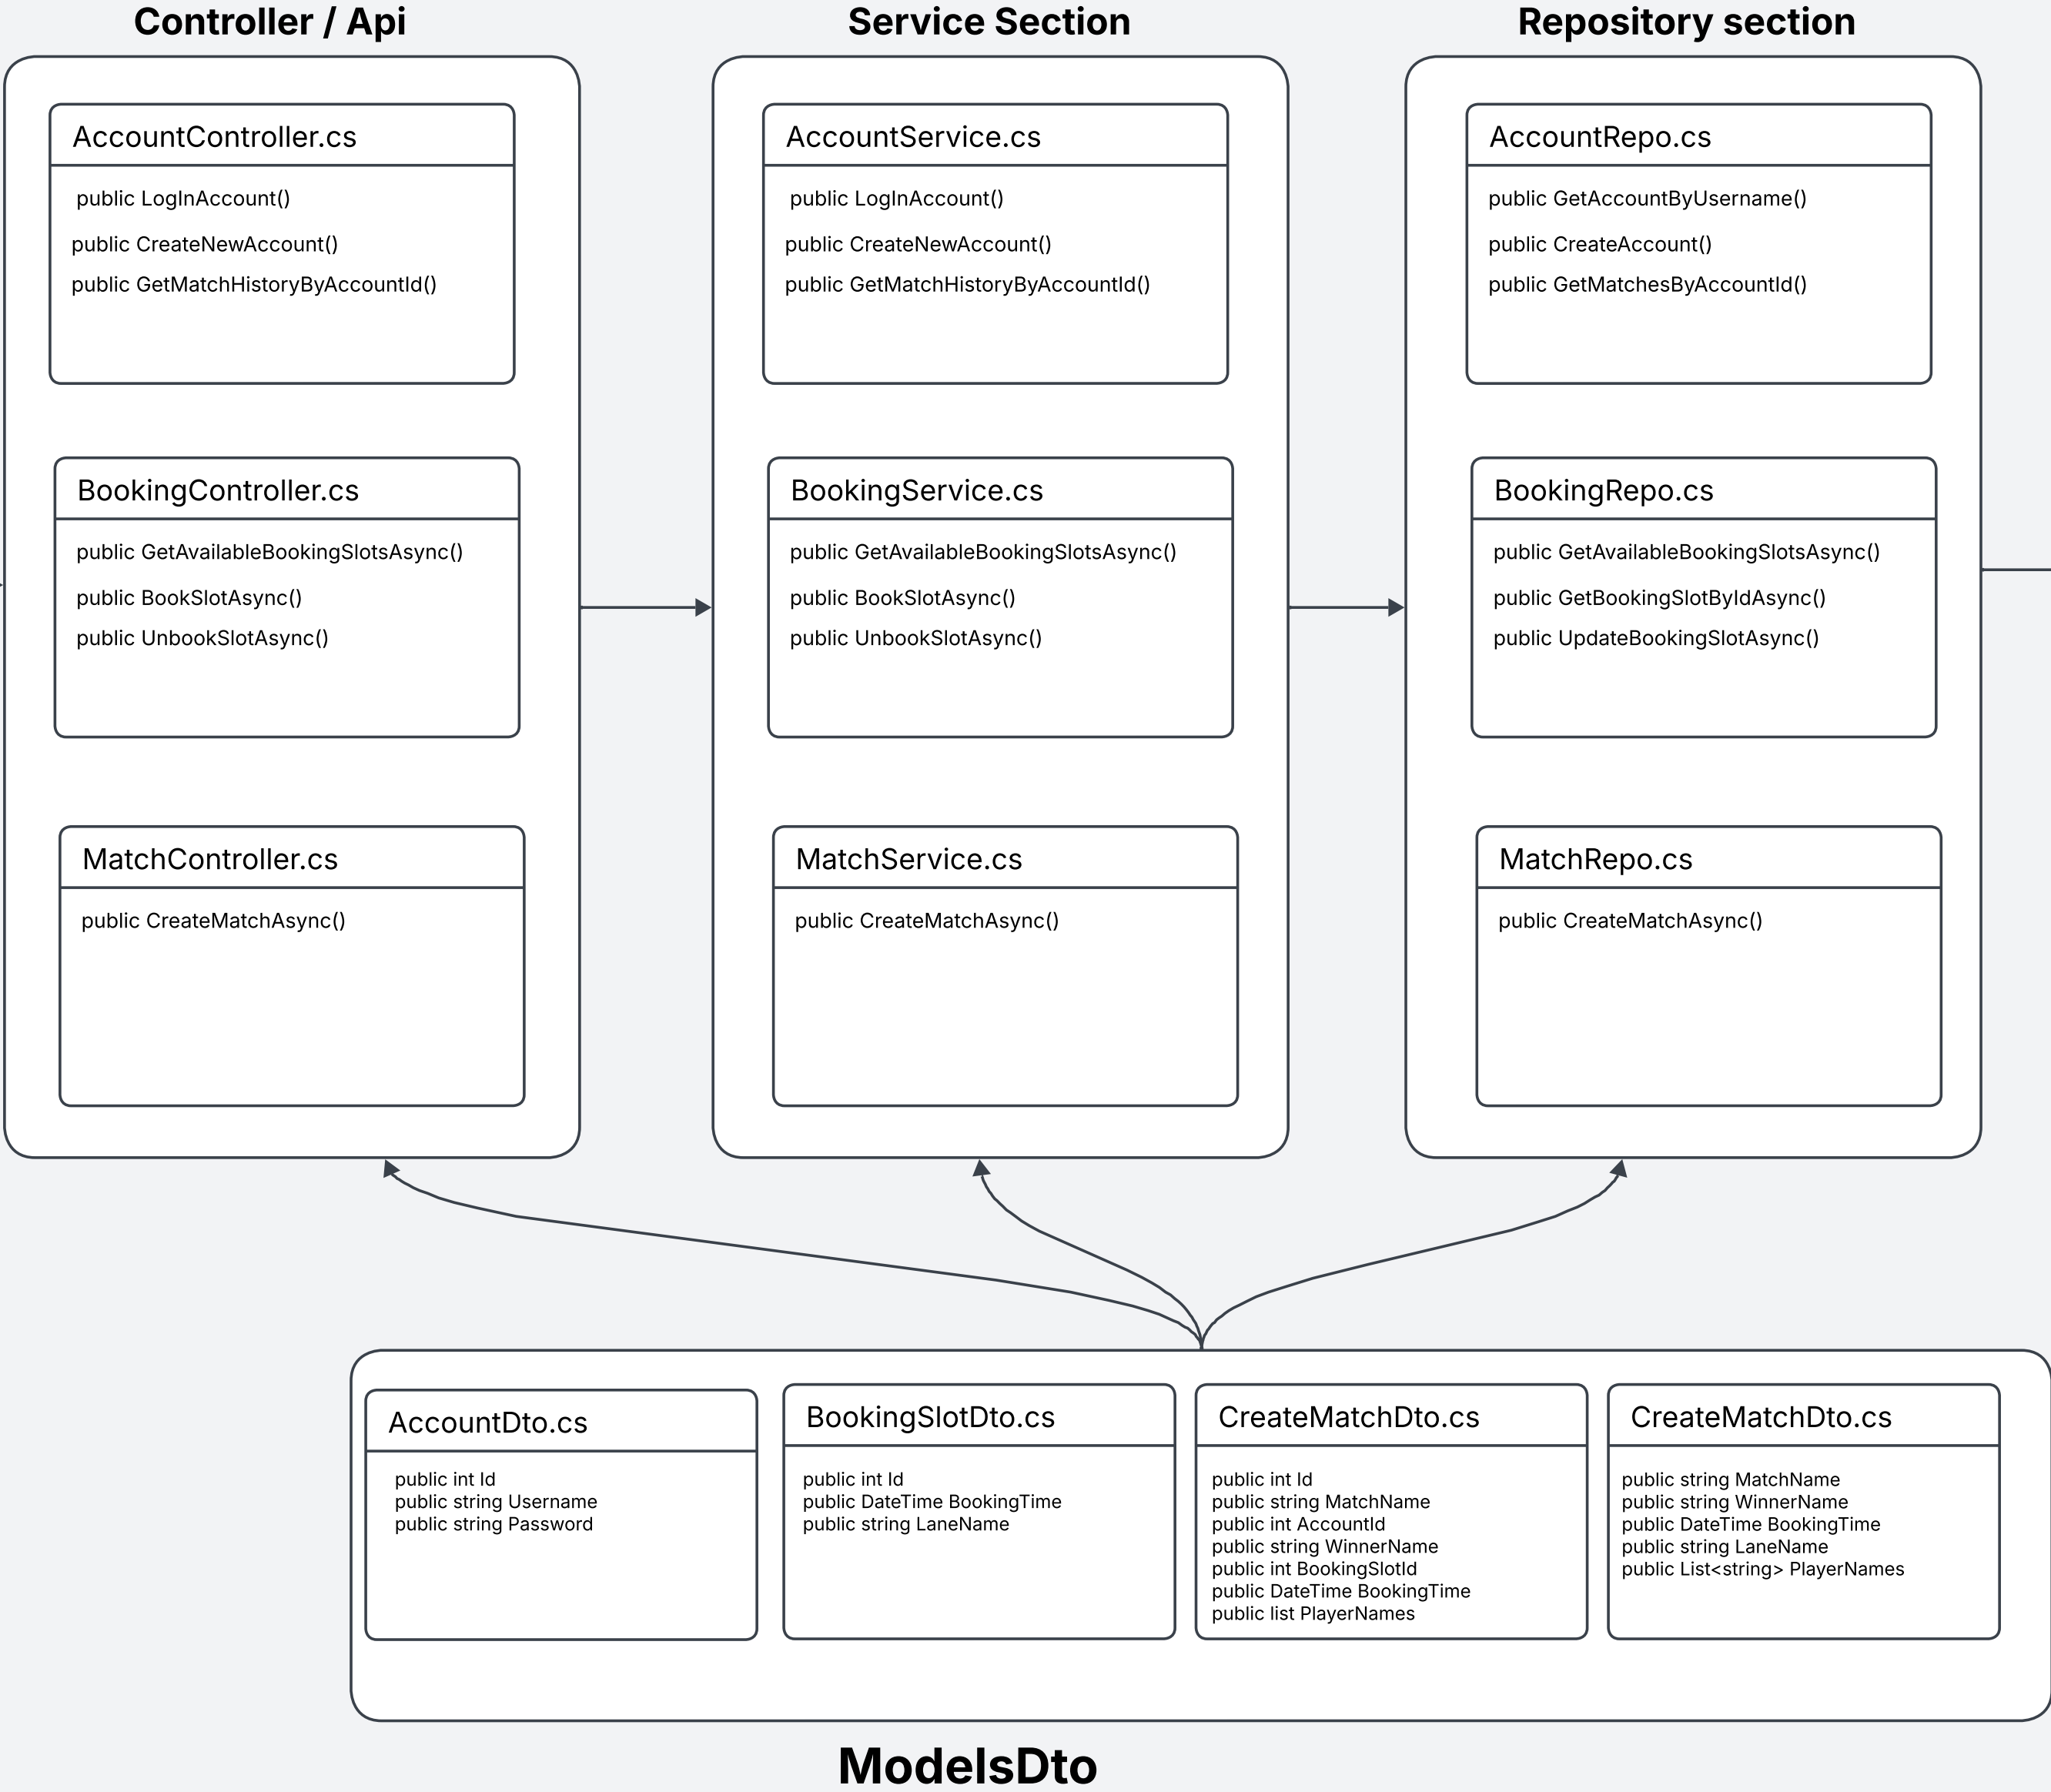 Controller / Api
AccountController.cs
public LogInAccount()
public CreateNewAccount()
public GetMatchHistoryByAccountId()
BookingController.cs
public GetAvailableBookingSlotsAsync()
public BookSlotAsync()
public UnbookSlotAsync()
MatchController.cs
public CreateMatchAsync()
Service Section
AccountService.cs
public LogInAccount()
public CreateNewAccount()
public GetMatchHistoryByAccountId()
BookingService.cs
public GetAvailableBookingSlotsAsync()
public BookSlotAsync()
public UnbookSlotAsync()
MatchService.cs
public CreateMatchAsync()
Repository section
AccountRepo.cs
public GetAccountByUsername()
public CreateAccount()
public GetMatchesByAccountId()
BookingRepo.cs
public GetAvailableBookingSlotsAsync()
public GetBookingSlotByIdAsync()
public UpdateBookingSlotAsync()
MatchRepo.cs
public CreateMatchAsync()
AccountDto.cs
public int Id
public string Username
public string Password
BookingSlotDto.cs
public int Id
public DateTime BookingTime
public string LaneName
CreateMatchDto.cs
public int Id
public string MatchName
public int AccountId
public string WinnerName
public int BookingSlotId
public DateTime BookingTime
public list PlayerNames
CreateMatchDto.cs
public string MatchName
public string WinnerName
public DateTime BookingTime
public string LaneName
public List<string> PlayerNames
ModelsDto